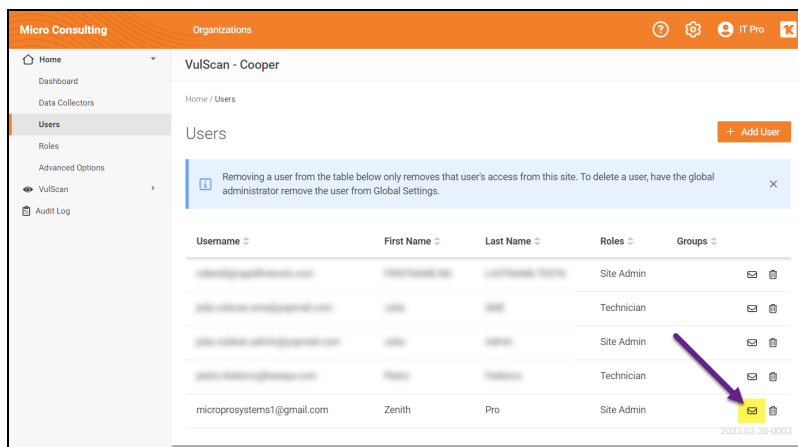 Micro Consulting
Organizations
IT Pro
Home
VulScan - Cooper
Dashboard
Data Collectors
Home / Users
Users
Users
+ Add User
Roles
Advanced Options
Removing a user from the table below only removes that user's access from this site. To delete a user, have the global
administrator remove the user from Global Settings.
VulScan
Audit Log
Username First Name Last Name Roles Groups
Site Admin
Technician
Site Admin
Technician
microprosystems1@gmail.com Zenith Pro Site Admin
2023.03.28-0003